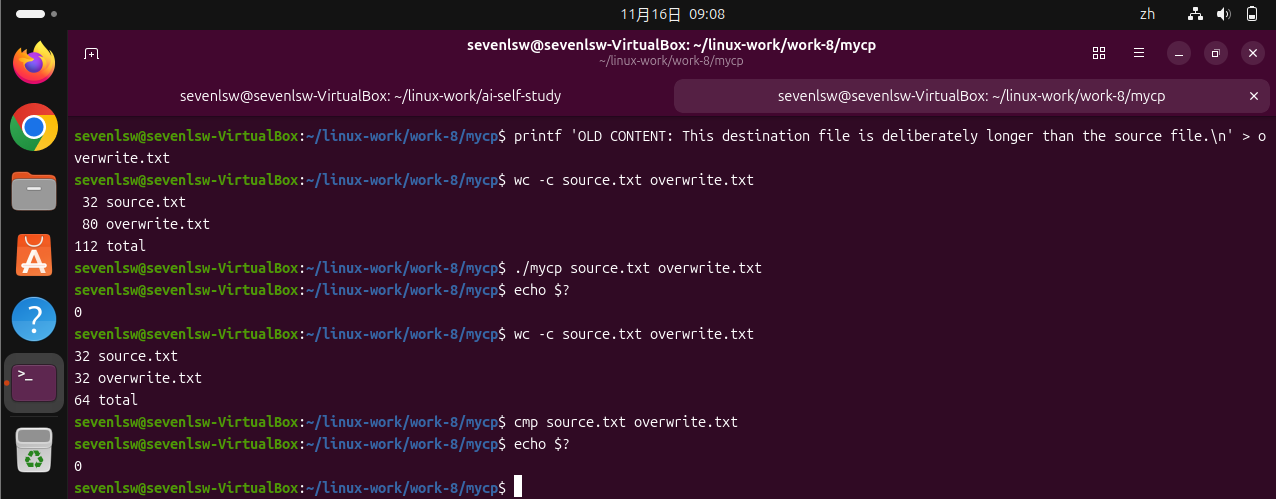 11月16日 09:08
zh
sevenlsw@sevenlsw-VirtualBox: ~/linux-work/work-8/mycp
~/linux-work/work-8/mycp
sevenlsw@sevenlsw-VirtualBox: ~/linux-work/ai-self-study
sevenlsw@sevenlsw-VirtualBox: ~/linux-work/work-8/mycp
sevenlsw@sevenlsw-VirtualBox:~/linux-work/work-8/mycp$ printf 'OLD CONTENT: This destination file is deliberately longer than the source file.\n' > o
verwrite.txt
sevenlsw@sevenlsw-VirtualBox:~/linux-work/work-8/mycp$ wc -c source.txt overwrite.txt
 32 source.txt
 80 overwrite.txt
112 total
sevenlsw@sevenlsw-VirtualBox:~/linux-work/work-8/mycp$ ./mycp source.txt overwrite.txt
sevenlsw@sevenlsw-VirtualBox:~/linux-work/work-8/mycp$ echo $?
0
sevenlsw@sevenlsw-VirtualBox:~/linux-work/work-8/mycp$ wc -c source.txt overwrite.txt
32 source.txt
32 overwrite.txt
64 total
sevenlsw@sevenlsw-VirtualBox:~/linux-work/work-8/mycp$ cmp source.txt overwrite.txt
sevenlsw@sevenlsw-VirtualBox:~/linux-work/work-8/mycp$ echo $?
0
sevenlsw@sevenlsw-VirtualBox:~/linux-work/work-8/mycp$